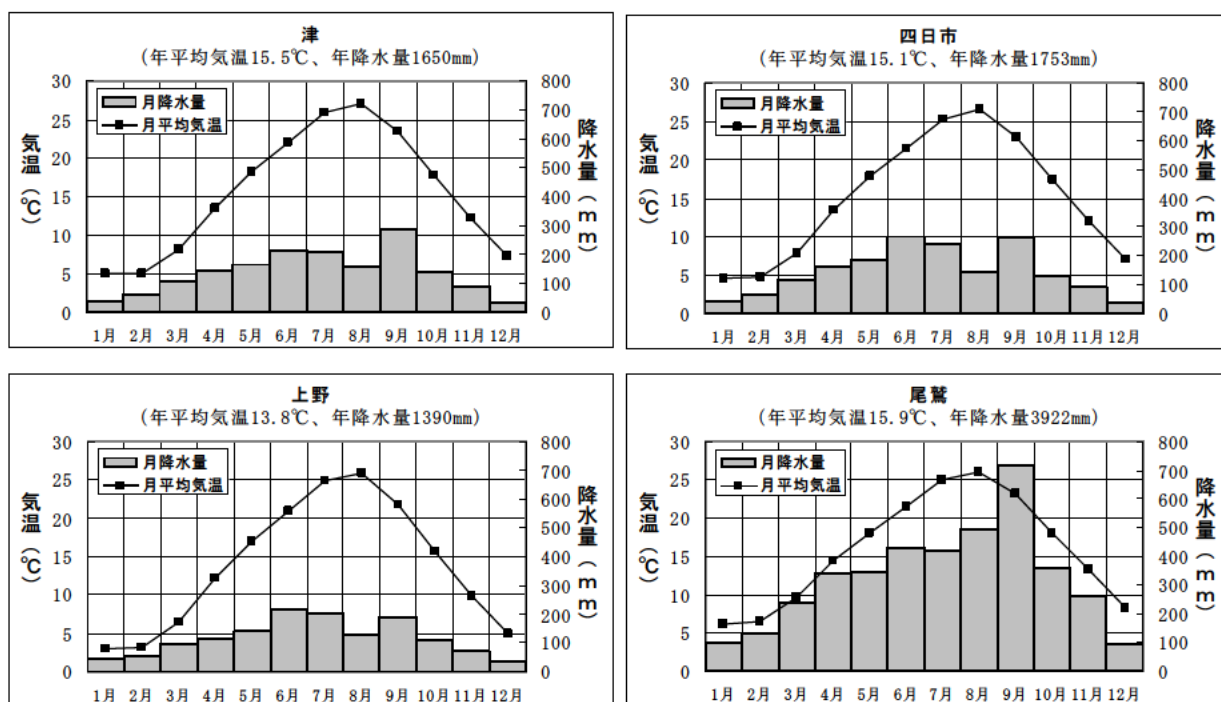 津
(年平均気温15.5℃、年降水量1650mm)
気温(℃)
30
25
20
15
10
5
0
月降水量
月平均気温
800
700
600
500
400
300
200
100
0
降水量(mm)
1月 2月 3月 4月 5月 6月 7月 8月 9月 10月 11月 12月
四日市
(年平均気温15.1℃、年降水量1753mm)
気温(℃)
30
25
20
15
10
5
0
月降水量
月平均気温
800
700
600
500
400
300
200
100
0
降水量(mm)
1月 2月 3月 4月 5月 6月 7月 8月 9月 10月 11月 12月
上野
(年平均気温13.8℃、年降水量1390mm)
気温(℃)
30
25
20
15
10
5
0
月降水量
月平均気温
800
700
600
500
400
300
200
100
0
降水量(mm)
1月 2月 3月 4月 5月 6月 7月 8月 9月 10月 11月 12月
尾鷲
(年平均気温15.9℃、年降水量3922mm)
気温(℃)
30
25
20
15
10
5
0
月降水量
月平均気温
800
700
600
500
400
300
200
100
0
降水量(mm)
1月 2月 3月 4月 5月 6月 7月 8月 9月 10月 11月 12月